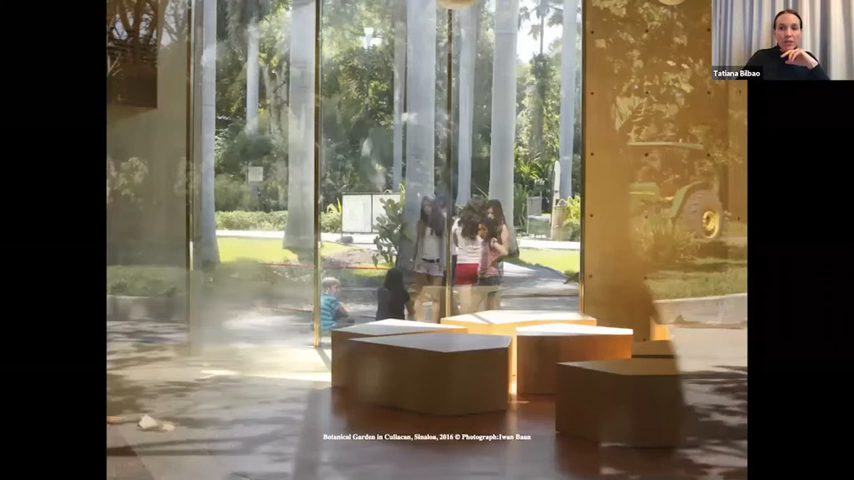 Tatiana Bilbao
Botanical Garden in Culiacan, Sinaloa, 2016 © Photograph:Iwan Baan